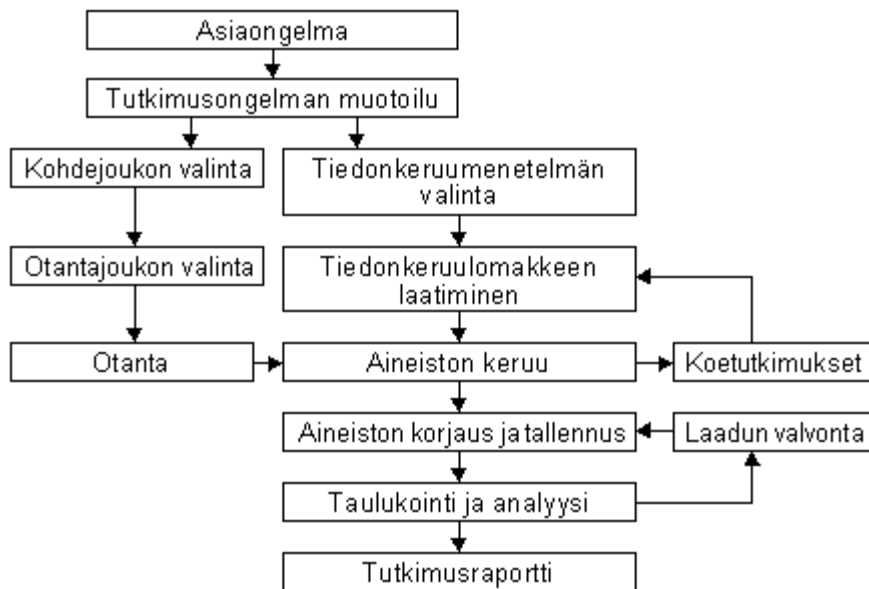 Asiaongelma
Tutkimusongelman muotoilu
Kohdejoukon valinta
Tiedonkeruumenetelmän
valinta
Otantajoukon valinta
Tiedonkeruulomakkeen
laatiminen
Otanta
Aineiston keruu
Koetutkimukset
Aineiston korjaus ja tallennus
Laadun valvonta
Taulukointi ja analyysi
Tutkimusraportti